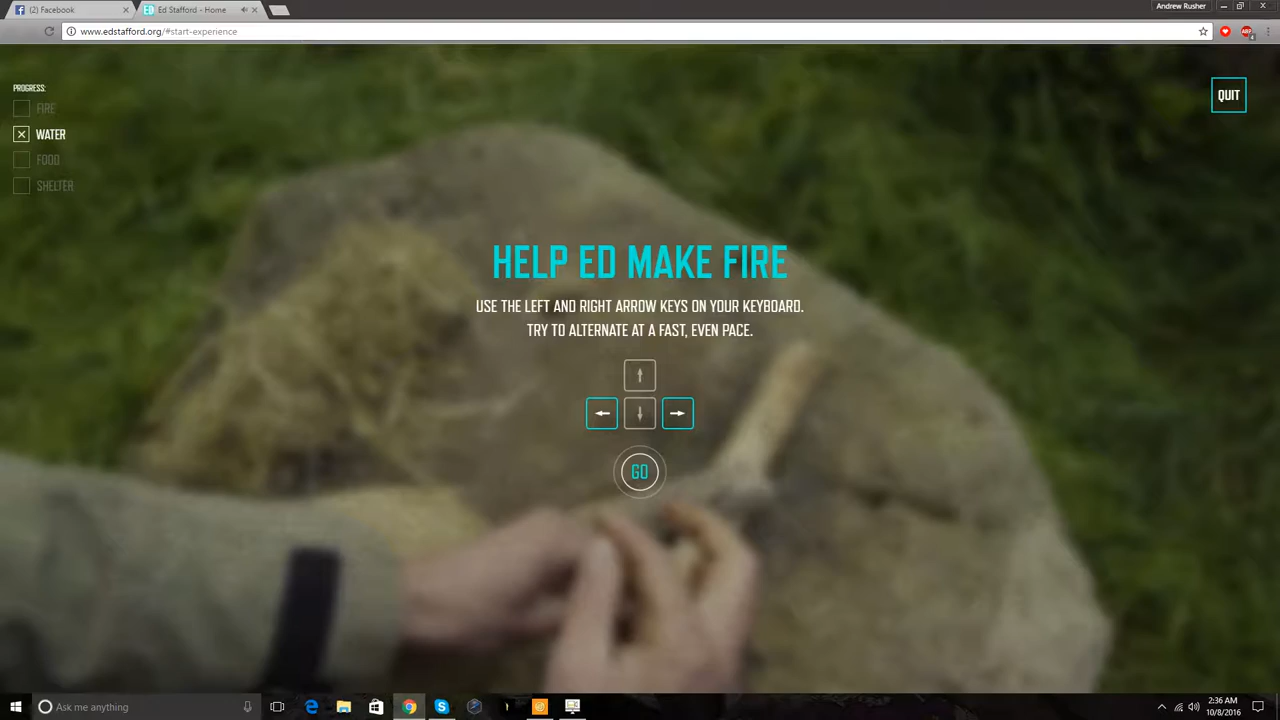 (2) Facebook
ED Ed Stafford - Home
Andrew Rusher
www.edstafford.org/#start-experience
PROGRESS:
FIRE
WATER
FOOD
SHELTER
QUIT
HELP ED MAKE FIRE
USE THE LEFT AND RIGHT ARROW KEYS ON YOUR KEYBOARD.
TRY TO ALTERNATE AT A FAST, EVEN PACE.
GO
Ask me anything
2:36 AM
10/8/2016